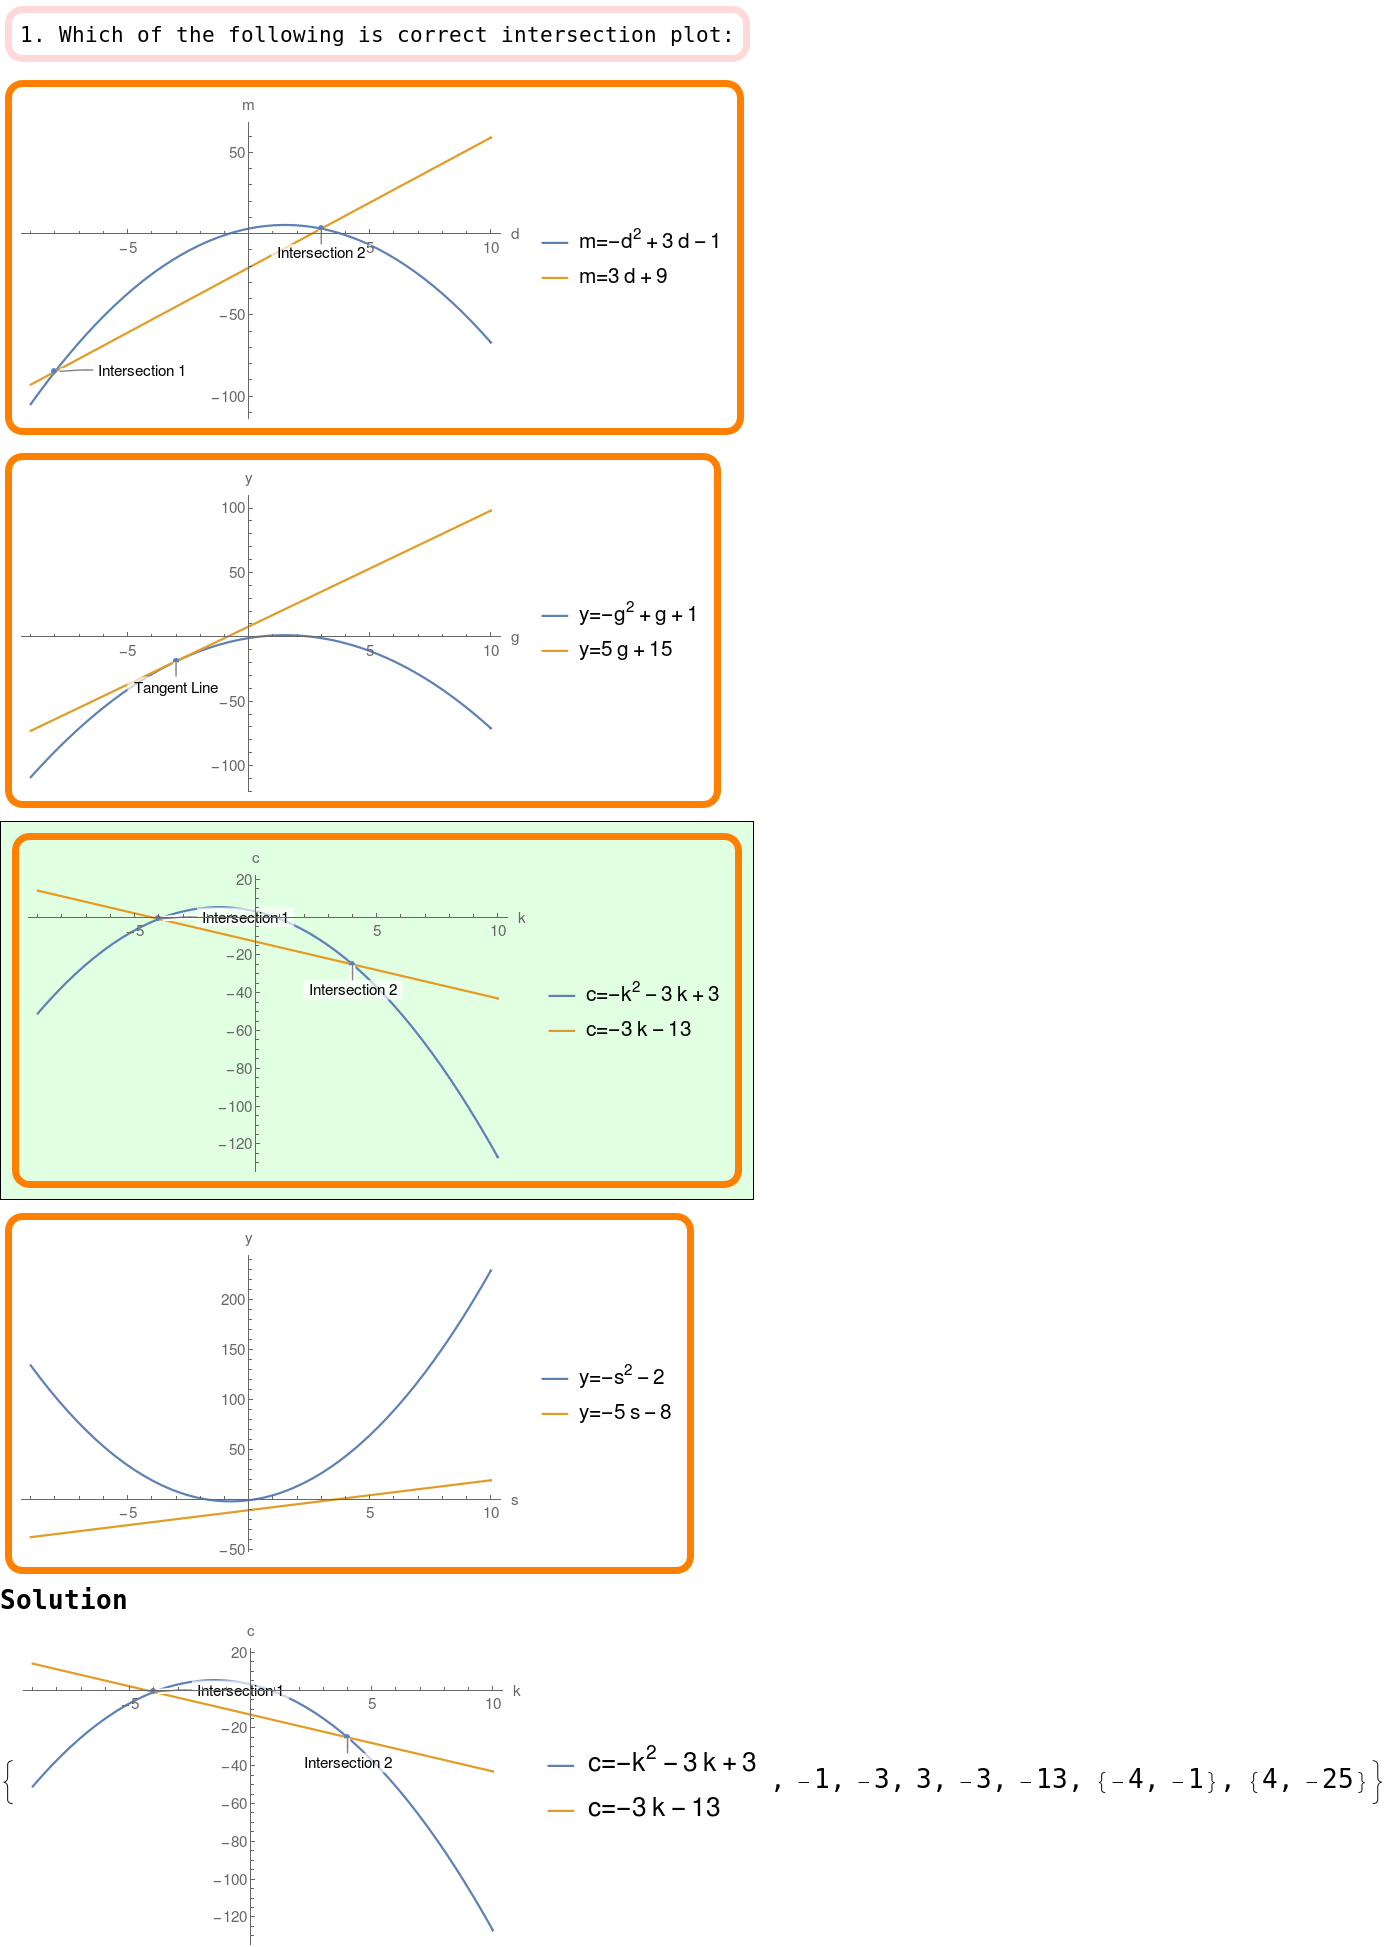 1. Which of the following is correct intersection plot:
m
50
-5
5
10
d
Intersection 2
-50
Intersection 1
-100
m=-d² + 3 d - 1
m=3 d + 9
y
100
50
-5
5
10
g
Tangent Line
-50
-100
y=-g² + g + 1
y=5 g + 15
c
20
Intersection 1
k
-5
5
10
-20
Intersection 2
-40
-60
-80
-100
-120
c=-k² - 3 k + 3
c=-3 k - 13
y
200
150
100
50
-5
5
10
s
-50
y=-s² - 2
y=-5 s - 8
Solution
c
20
Intersection 1
k
-5
5
10
-20
Intersection 2
-40
-60
-80
-100
-120
c=-k² - 3 k + 3
c=-3 k - 13
{ , -1, -3, 3, -3, -13, {-4, -1}, {4, -25}}